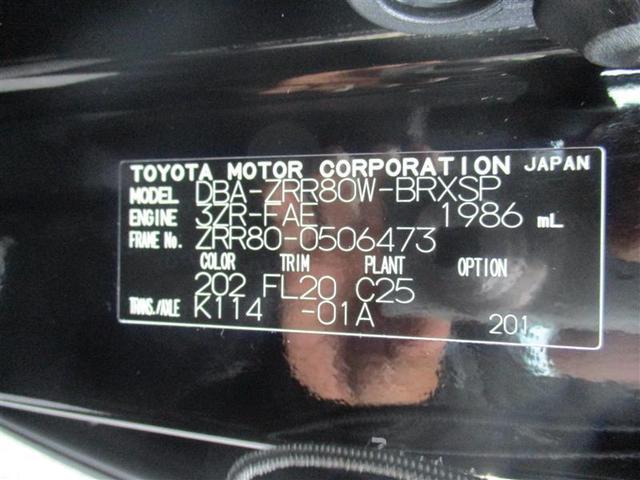 TOYOTA MOTOR CORPORATION JAPAN
MODEL DBA-ZRR80W-BRXSP
ENGINE 3ZR-FAE 1986 mL
FRAME No. ZRR80-0506473
COLOR TRIM PLANT OPTION
202 FL20 C25
TRANS./AXLE K114 -01A
201